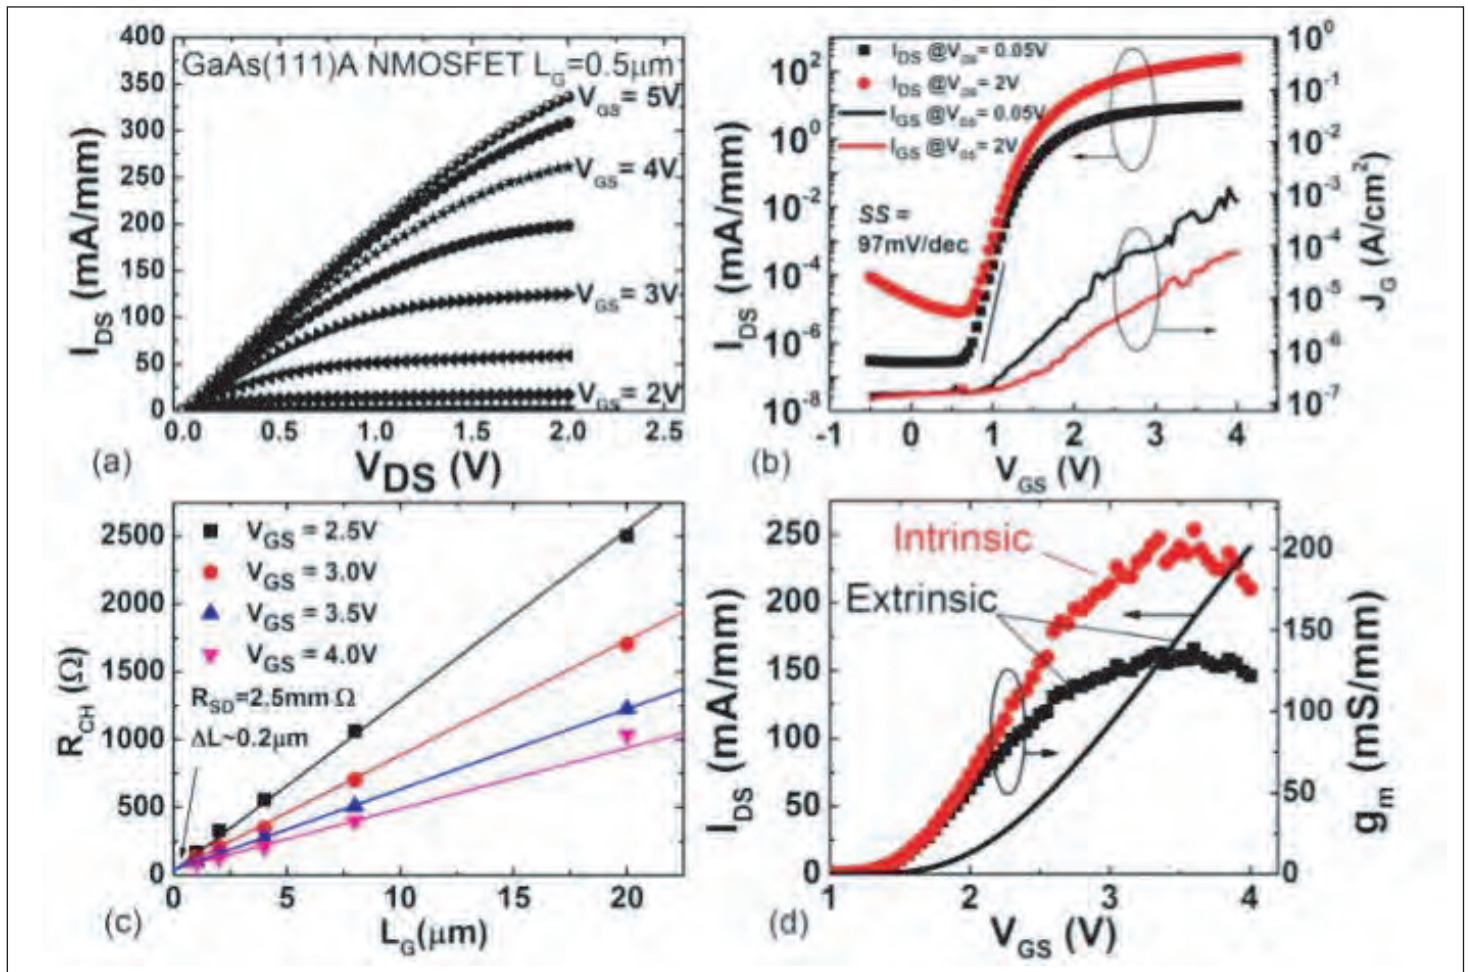 GaAs(111)A NMOSFET L_G=0.5μm
V_GS = 5V
V_GS = 4V
V_GS = 3V
V_GS = 2V
400
350
300
250
200
150
100
50
0
0.0 0.5 1.0 1.5 2.0 2.5
I_DS (mA/mm)
V_DS (V)
(a)
I_DS @V_DS = 0.05V
I_DS @V_DS = 2V
I_GS @V_DS = 0.05V
I_GS @V_DS = 2V
SS =
97mV/dec
10^2
10^0
10^-2
10^-4
10^-6
10^-8
10^0
10^-1
10^-2
10^-3
10^-4
10^-5
10^-6
10^-7
-1 0 1 2 3 4
I_DS (mA/mm)
J_G (A/cm^2)
V_GS (V)
(b)
V_GS = 2.5V
V_GS = 3.0V
V_GS = 3.5V
V_GS = 4.0V
R_SD=2.5mm Ω
ΔL~0.2μm
2500
2000
1500
1000
500
0
0 5 10 15 20
R_CH (Ω)
L_G(μm)
(c)
Intrinsic
Extrinsic
250
200
150
100
50
0
200
150
100
50
0
1 2 3 4
I_DS (mA/mm)
g_m (mS/mm)
V_GS (V)
(d)